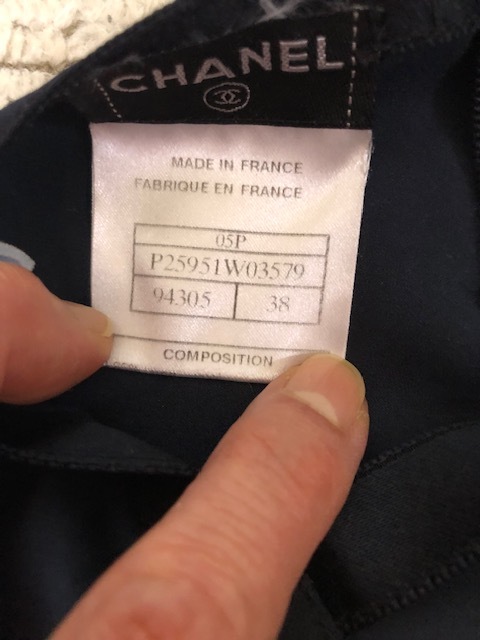 CHANEL
MADE IN FRANCE
FABRIQUE EN FRANCE
05P
P25951W03579
94305 38
COMPOSITION